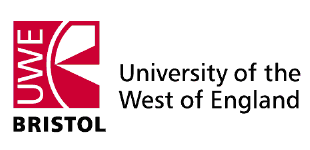 UWE
BRISTOL
University of the
West of England